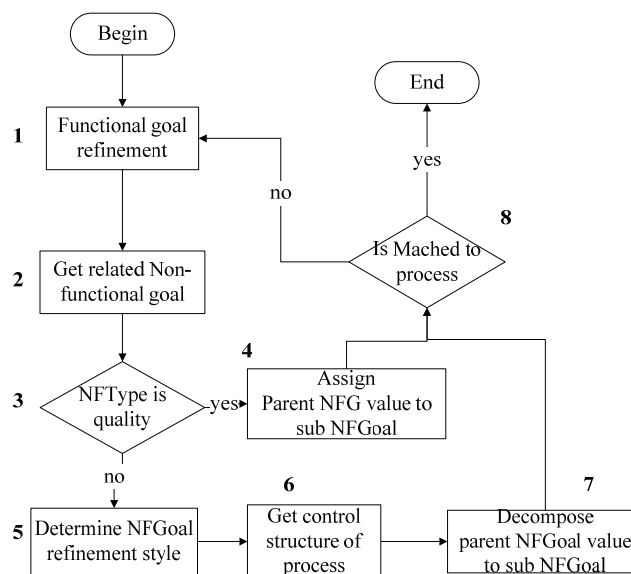 Begin
End
1
Functional goal
refinement
yes
no
8
Is Mached to
process
2
Get related Non-
functional goal
4
Assign
Parent NFG value to
sub NFGoal
3
NFType is
quality
yes
no
6
7
5
Determine NFGoal
refinement style
Get control
structure of
process
Decompose
parent NFGoal value
to sub NFGoal